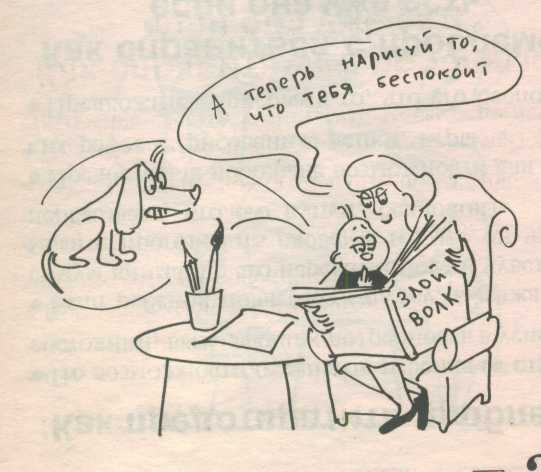 А теперь нарисуй то,
что тебя беспокоит
ЗЛОЙ
ВОЛК